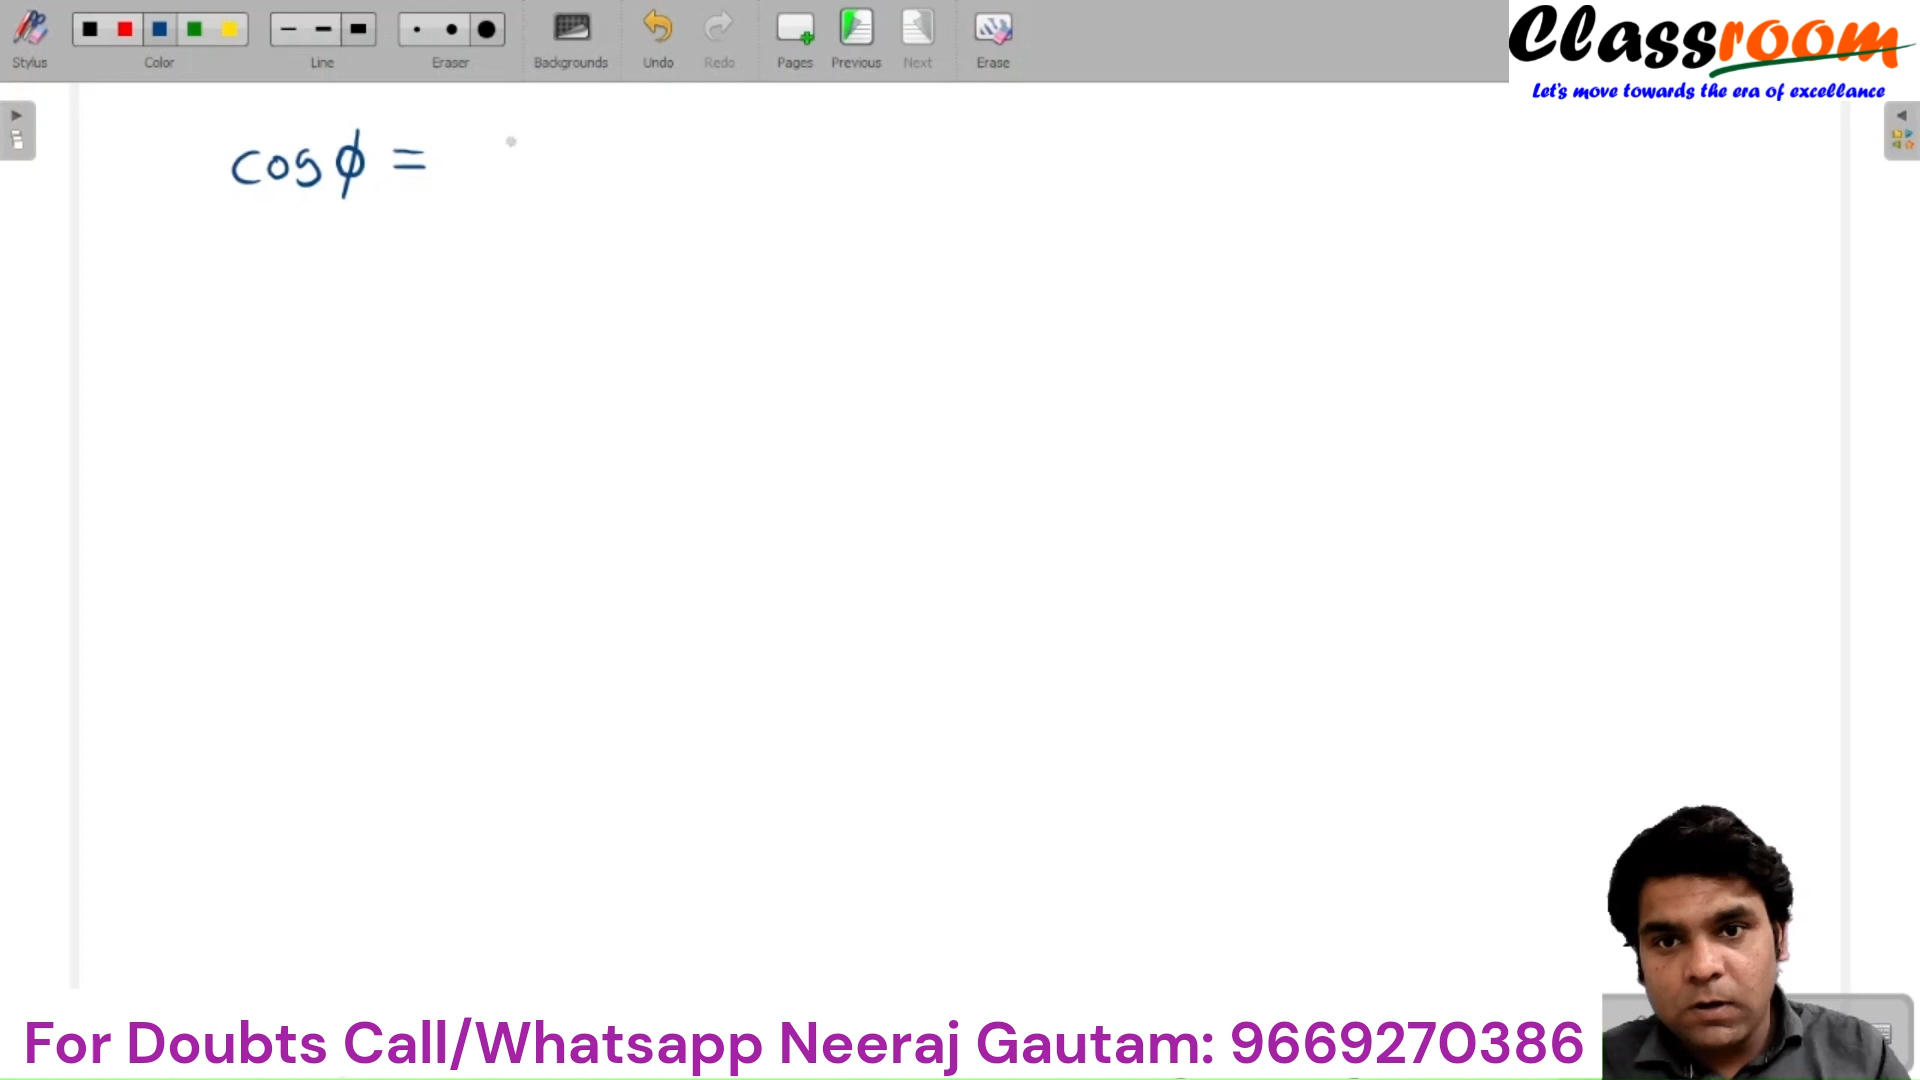 Stylus Color Line Eraser Backgrounds Undo Redo Pages Previous Next Erase
Classroom
Let's move towards the era of excellance
cos ϕ =
For Doubts Call/Whatsapp Neeraj Gautam: 9669270386